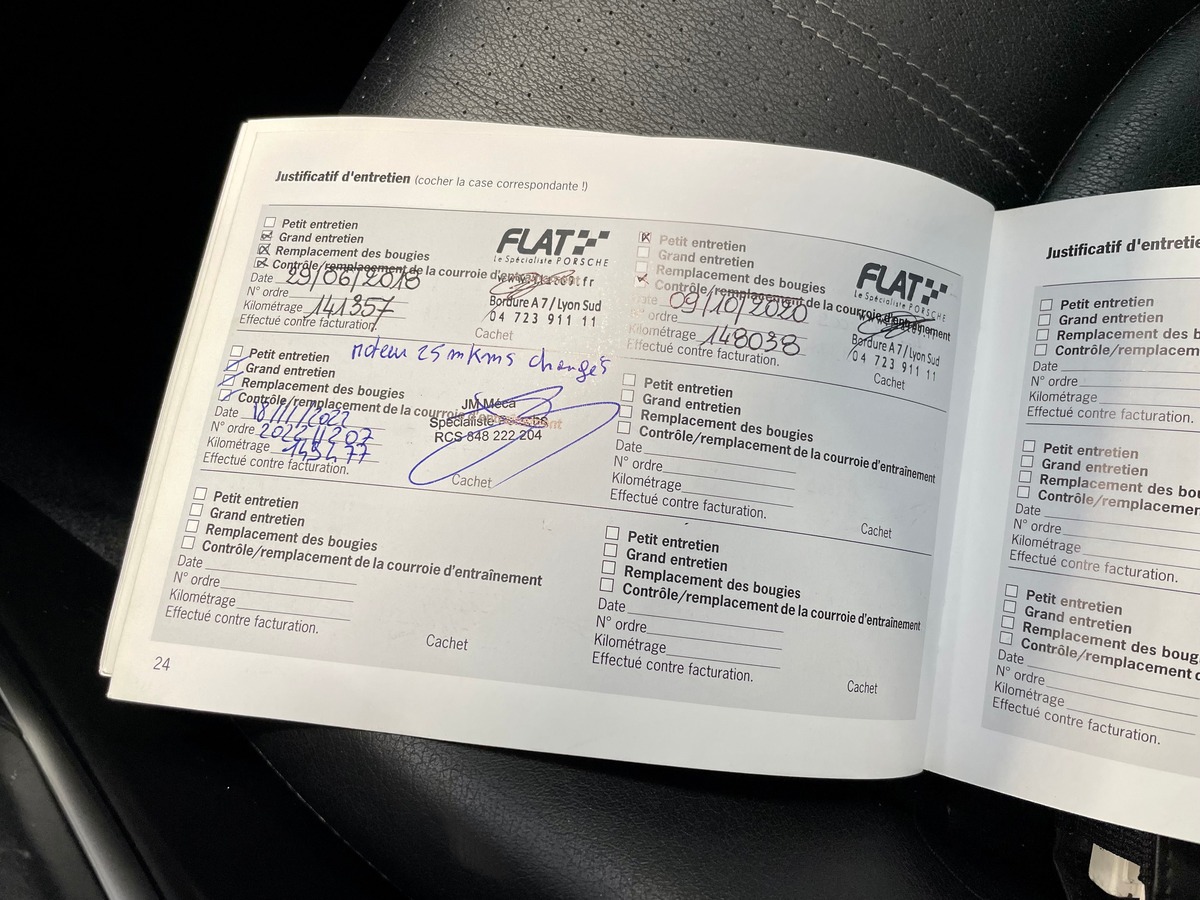 Justificatif d'entretien (cocher la case correspondante !)
Petit entretien
Grand entretien
Remplacement des bougies
Contrôle/remplacement de la courroie
Date 29/06/2018
N° ordre
Kilométrage 141357
Effectué contre facturation.
FLAT
Le Spécialiste PORSCHE
Bordure A7/Lyon Sud
04 723 911 11
Cachet
Petit entretien
Grand entretien
Remplacement des bougies
Contrôle/remplacement de la courroie d'entraînement
Date 09/10/2020
N° ordre
Kilométrage 148038
Effectué contre facturation.
FLAT
Le Spécialiste PORSCHE
Bordure A7/Lyon Sud
04 723 911 11
Cachet
moteur 25 mkms changés
Petit entretien
Grand entretien
Remplacement des bougies
Contrôle/remplacement de la courroie
Date
N° ordre
Kilométrage
Effectué contre facturation.
JM Méca
Spécialiste
RCS 848 222 204
Cachet
Petit entretien
Grand entretien
Remplacement des bougies
Contrôle/remplacement de la courroie d'entraînement
Date
N° ordre
Kilométrage
Effectué contre facturation.
Cachet
Petit entretien
Grand entretien
Remplacement des bougies
Contrôle/remplacement de la courroie d'entraînement
Date
N° ordre
Kilométrage
Effectué contre facturation.
Cachet
Petit entretien
Grand entretien
Remplacement des bougies
Contrôle/remplacement de la courroie d'entraînement
Date
N° ordre
Kilométrage
Effectué contre facturation.
Cachet
24
Justificatif d'entretie
Petit entretien
Grand entretien
Remplacement des b
Contrôle/remplacem
Date
N° ordre
Kilométrage
Effectué contre facturation.
Petit entretien
Grand entretien
Remplacement des bou
Contrôle/remplacemer
Date
N° ordre
Kilométrage
Effectué contre facturation.
Petit entretien
Grand entretien
Remplacement des boug
Contrôle/remplacement d
Date
N° ordre
Kilométrage
Effectué contre facturation.